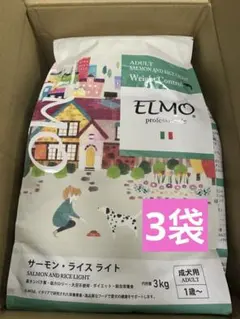 ADULT
SALMON AND RICE LIGHT
Weight Control
ELMO
profess
3袋
サーモン・ライス ライト
SALMON AND RICE LIGHT
内容量 3kg
成犬用
ADULT
1歳~